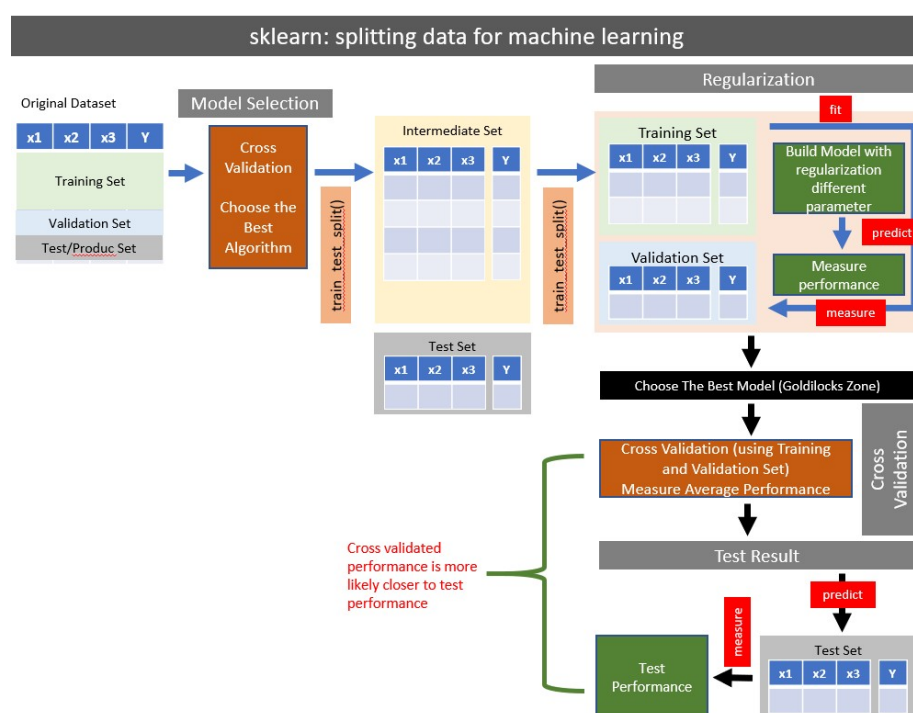 sklearn: splitting data for machine learning
Original Dataset
x1 x2 x3 Y
Training Set
Validation Set
Test/Produc Set
Model Selection
Cross
Validation
Choose the
Best
Algorithm
train_test_split()
Intermediate Set
x1 x2 x3 Y
Test Set
x1 x2 x3 Y
train_test_split()
Regularization
Training Set
x1 x2 x3 Y
Validation Set
x1 x2 x3 Y
fit
Build Model with
regularization
different
parameter
predict
Measure
performance
measure
Choose The Best Model (Goldilocks Zone)
Cross Validation (using Training
and Validation Set)
Measure Average Performance
Cross
Validation
Test Result
Cross validated
performance is more
likely closer to test
performance
predict
measure
Test
Performance
Test Set
x1 x2 x3 Y